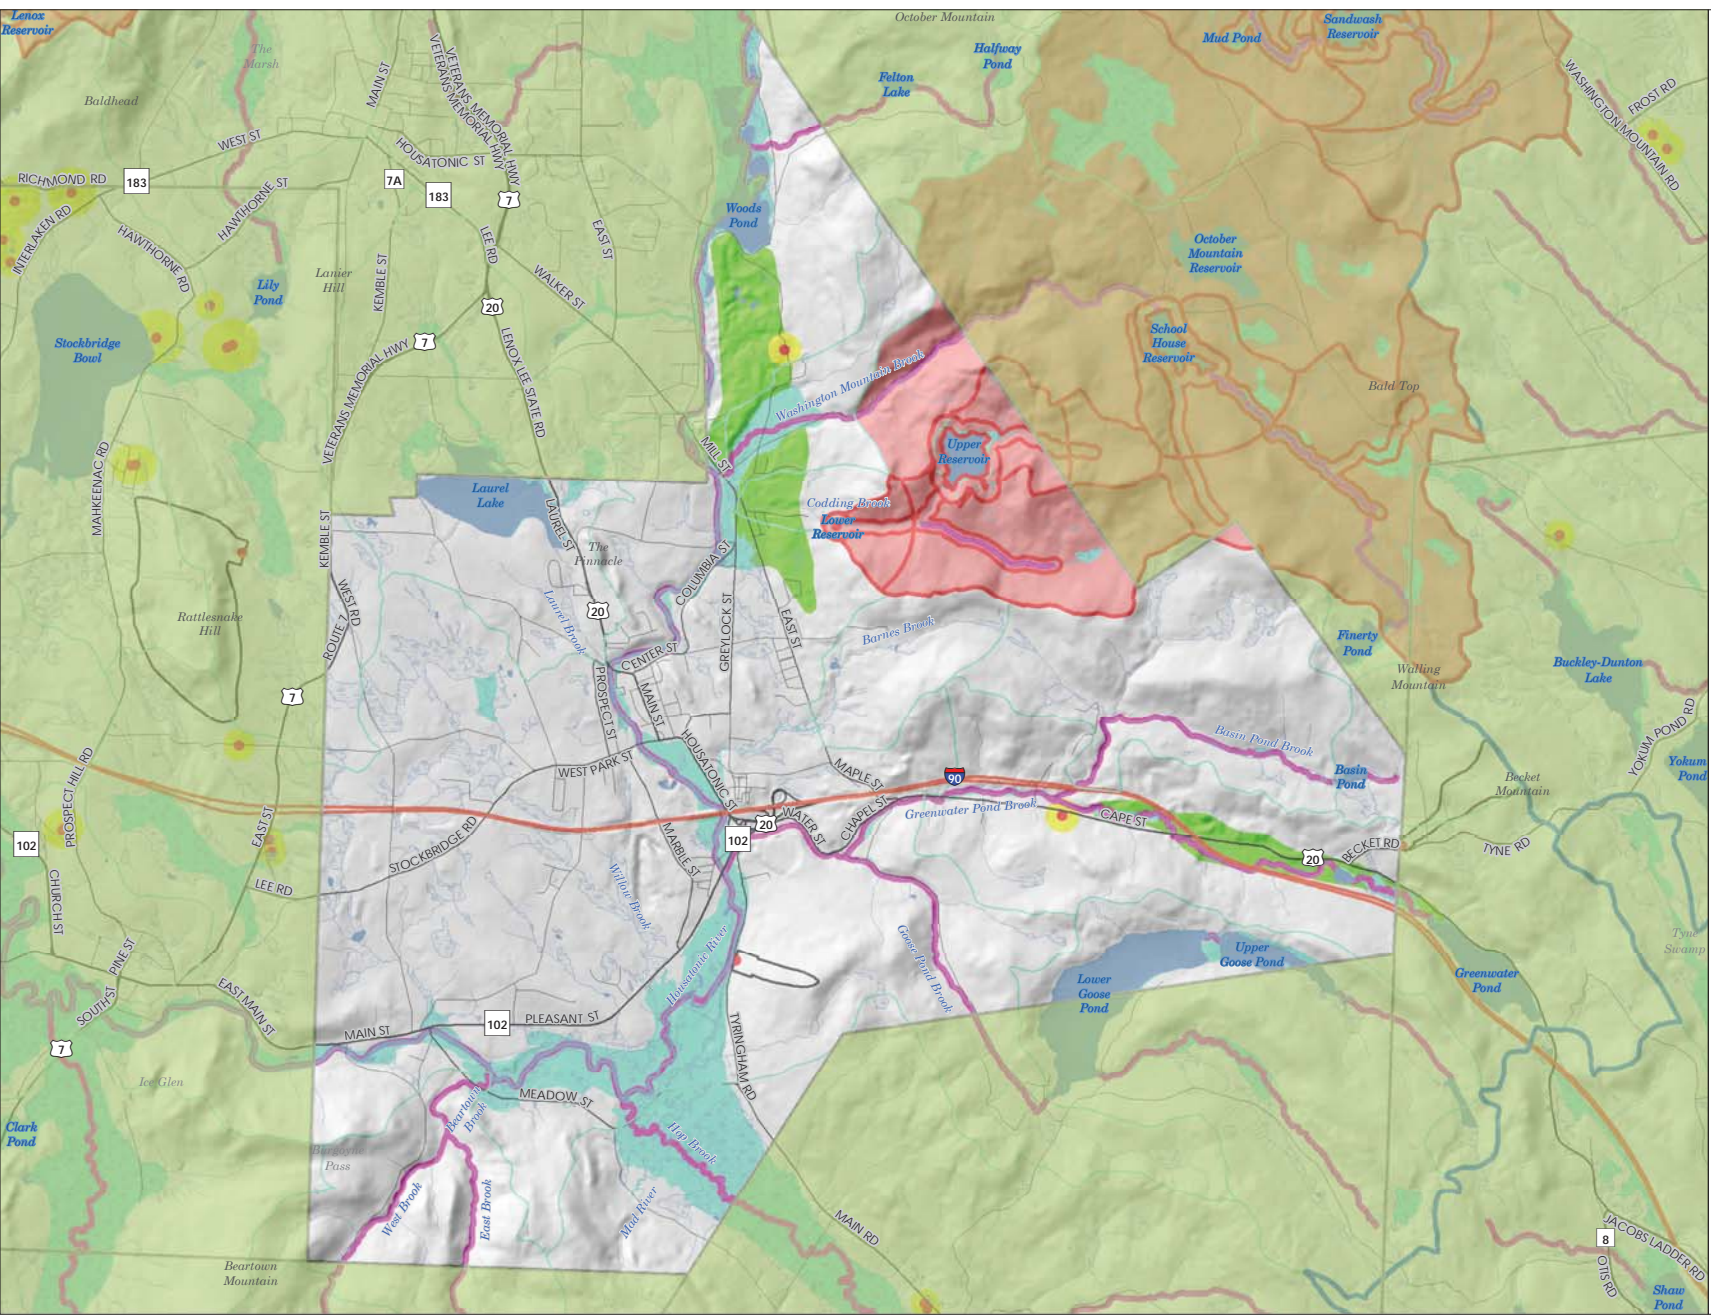 Lenox
Reservoir
October Mountain
Mud Pond
Sandwash
Reservoir
The
Marsh
Halfway
Pond
Felton
Lake
Baldhead
MAIN ST
VETERANS MEMORIAL HWY
VETERANS MEMORIAL HWY
WASHINGTON MOUNTAIN RD
FROST RD
WEST ST
HOUSATONIC ST
RICHMOND RD
183
7A
183
7
HAWTHORNE ST
INTERLAKEN RD
HAWTHORNE RD
EAST ST
LEE RD
Woods
Pond
October
Mountain
Reservoir
Lanier
Hill
Lily
Pond
KEMBLE ST
WALKER ST
20
Stockbridge
Bowl
7
VETERANS MEMORIAL HWY
LENOX LEE STATE RD
School
House
Reservoir
Bald Top
Washington Mountain Brook
MAHKEENAC RD
MILL ST
Upper
Reservoir
Laurel
Lake
LAUREL ST
Codding Brook
Lower
Reservoir
KEMBLE ST
The
Pinnacle
COLUMBIA ST
WEST RD
Laurel Brook
20
GREYLOCK ST
EAST ST
Rattlesnake
Hill
ROUTE 7
CENTER ST
Barnes Brook
Finerty
Pond
Walling
Mountain
Buckley-Dunton
Lake
7
PROSPECT ST
MAIN ST
YOKUM POND RD
HOUSATONIC ST
Basin Pond Brook
PROSPECT HILL RD
WEST PARK ST
MAPLE ST
90
Basin
Pond
Becket
Mountain
Yokum
Pond
Greenwater Pond Brook
EAST ST
102
STOCKBRIDGE RD
MARBLE ST
20
WATER ST
CHAPEL ST
CAPE ST
102
20
BECKET RD
TYNE RD
CHURCH ST
LEE RD
Willow Brook
Goose Pond Brook
Housatonic River
PINE ST
SOUTH ST
EAST MAIN ST
Upper
Goose Pond
Lower
Goose
Pond
Greenwater
Pond
Tyne
Swamp
MAIN ST
102
PLEASANT ST
7
TYRINGHAM RD
Ice Glen
MEADOW ST
Beartown
Brook
Clark
Pond
Hop Brook
Burgoyne
Pass
West Brook
East Brook
Mad River
MAIN RD
8
JACOBS LADDER RD
OTIS RD
Beartown
Mountain
Shaw
Pond